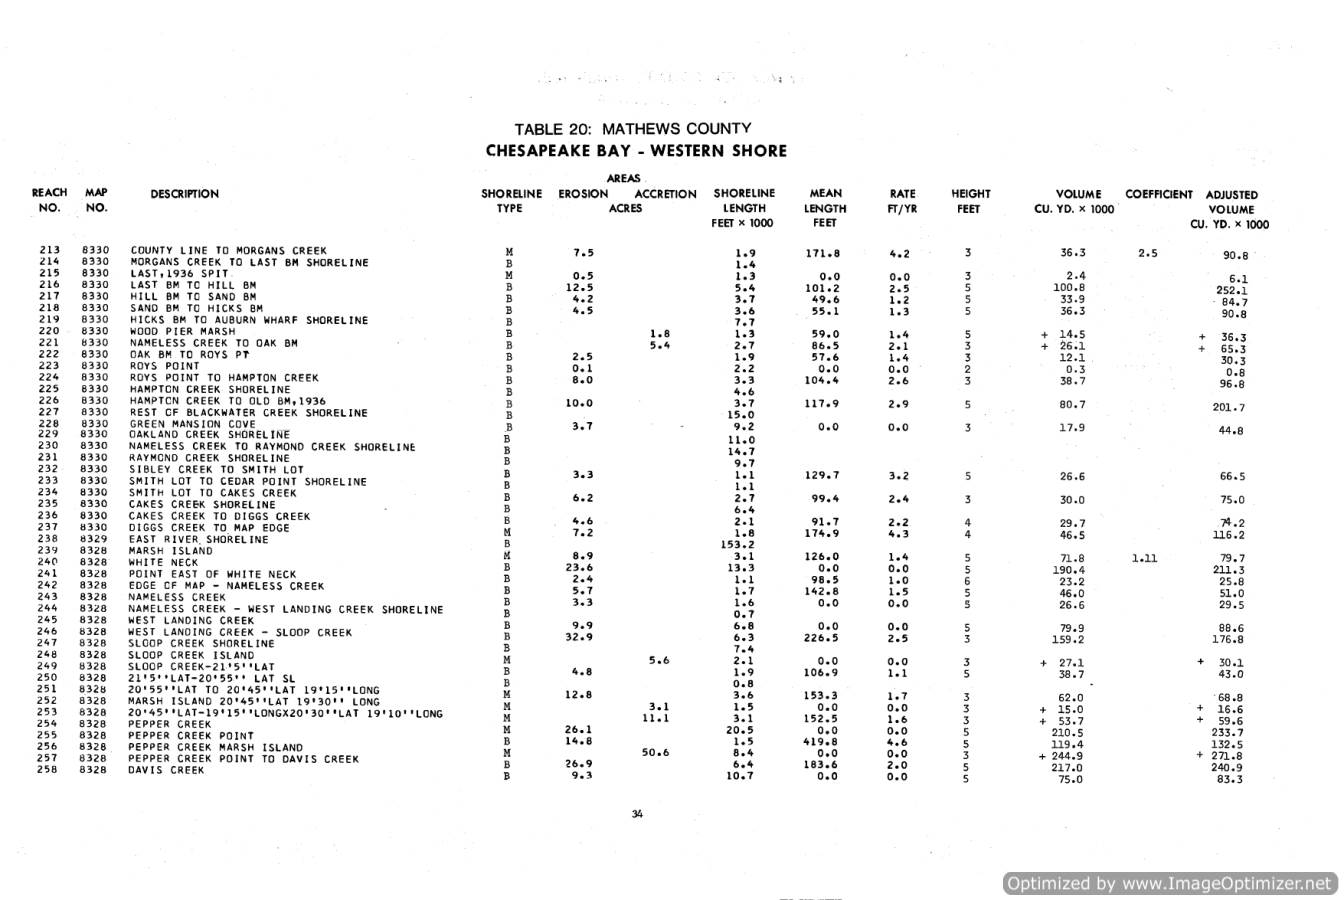 TABLE 20: MATHEWS COUNTY
CHESAPEAKE BAY - WESTERN SHORE
AREAS
REACH MAP DESCRIPTION SHORELINE EROSION ACCRETION SHORELINE MEAN RATE HEIGHT VOLUME COEFFICIENT ADJUSTED
NO. NO. TYPE ACRES LENGTH LENGTH FT/YR FEET CU. YD. × 1000 VOLUME
FEET × 1000 FEET CU. YD. × 1000
213 8330 COUNTY LINE TO MORGANS CREEK M 7.5 1.9 171.8 4.2 3 36.3 2.5 90.8
214 8330 MORGANS CREEK TO LAST BM SHORELINE B 1.4
215 8330 LAST,1936 SPIT M 0.5 1.3 0.0 0.0 3 2.4 6.1
216 8330 LAST BM TO HILL BM B 12.5 5.4 101.2 2.5 5 100.8 252.1
217 8330 HILL BM TO SAND BM B 4.2 3.7 49.6 1.2 5 33.9 84.7
218 8330 SAND BM TO HICKS BM B 4.5 3.6 55.1 1.3 5 36.3 90.8
219 8330 HICKS BM TO AUBURN WHARF SHORELINE B 7.7
220 8330 WOOD PIER MARSH B 1.8 1.3 59.0 1.4 5 + 14.5 + 36.3
221 8330 NAMELESS CREEK TO OAK BM B 5.4 2.7 86.5 2.1 3 + 26.1 + 65.3
222 8330 OAK BM TO ROYS PT B 2.5 1.9 57.6 1.4 3 12.1 30.3
223 8330 ROYS POINT B 0.1 2.2 0.0 0.0 2 0.3 0.8
224 8330 ROYS POINT TO HAMPTON CREEK B 8.0 3.3 104.4 2.6 3 38.7 96.8
225 8330 HAMPTON CREEK SHORELINE B 4.6
226 8330 HAMPTON CREEK TO OLD BM,1936 B 10.0 3.7 117.9 2.9 5 80.7 201.7
227 8330 REST OF BLACKWATER CREEK SHORELINE B 15.0
228 8330 GREEN MANSION COVE B 3.7 9.2 0.0 0.0 3 17.9 44.8
229 8330 OAKLAND CREEK SHORELINE B 11.0
230 8330 NAMELESS CREEK TO RAYMOND CREEK SHORELINE B 14.7
231 8330 RAYMOND CREEK SHORELINE B 9.7
232 8330 SIBLEY CREEK TO SMITH LOT B 3.3 1.1 129.7 3.2 5 26.6 66.5
233 8330 SMITH LOT TO CEDAR POINT SHORELINE B 1.1
234 8330 SMITH LOT TO CAKES CREEK B 6.2 2.7 99.4 2.4 3 30.0 75.0
235 8330 CAKES CREEK SHORELINE B 6.4
236 8330 CAKES CREEK TO DIGGS CREEK B 4.6 2.1 91.7 2.2 4 29.7 74.2
237 8330 DIGGS CREEK TO MAP EDGE M 7.2 1.8 174.9 4.3 4 46.5 116.2
238 8329 EAST RIVER SHORELINE B 153.2
239 8328 MARSH ISLAND M 8.9 3.1 126.0 1.4 5 71.8 1.11 79.7
240 8328 WHITE NECK B 23.6 13.3 0.0 0.0 5 190.4 211.3
241 8328 POINT EAST OF WHITE NECK B 2.4 1.1 98.5 1.0 6 23.2 25.8
242 8328 EDGE OF MAP - NAMELESS CREEK B 5.7 1.7 142.8 1.5 5 46.0 51.0
243 8328 NAMELESS CREEK B 3.3 1.6 0.0 0.0 5 26.6 29.5
244 8328 NAMELESS CREEK - WEST LANDING CREEK SHORELINE B 0.7
245 8328 WEST LANDING CREEK B 9.9 6.8 0.0 0.0 5 79.9 88.6
246 8328 WEST LANDING CREEK - SLOOP CREEK B 32.9 6.3 226.5 2.5 3 159.2 176.8
247 8328 SLOOP CREEK SHORELINE B 7.4
248 8328 SLOOP CREEK ISLAND M 5.6 2.1 0.0 0.0 3 + 27.1 + 30.1
249 8328 SLOOP CREEK-21'5''LAT B 4.8 1.9 106.9 1.1 5 38.7 43.0
250 8328 21'5''LAT-20'55'' LAT SL B 0.8
251 8328 20'55''LAT TO 20'45''LAT 19'15''LONG M 12.8 3.6 153.3 1.7 3 62.0 68.8
252 8328 MARSH ISLAND 20'45''LAT 19'30'' LONG M 3.1 1.5 0.0 0.0 3 + 15.0 + 16.6
253 8328 20'45''LAT-19'15''LONGX20'30''LAT 19'10''LONG M 11.1 3.1 152.5 1.6 3 + 53.7 + 59.6
254 8328 PEPPER CREEK M 26.1 20.5 0.0 0.0 5 210.5 233.7
255 8328 PEPPER CREEK POINT B 14.8 1.5 419.8 4.6 5 119.4 132.5
256 8328 PEPPER CREEK MARSH ISLAND M 50.6 8.4 0.0 0.0 3 + 244.9 + 271.8
257 8328 PEPPER CREEK POINT TO DAVIS CREEK B 26.9 6.4 183.6 2.0 5 217.0 240.9
258 8328 DAVIS CREEK B 9.3 10.7 0.0 0.0 5 75.0 83.3
34
Optimized by www.ImageOptimizer.net